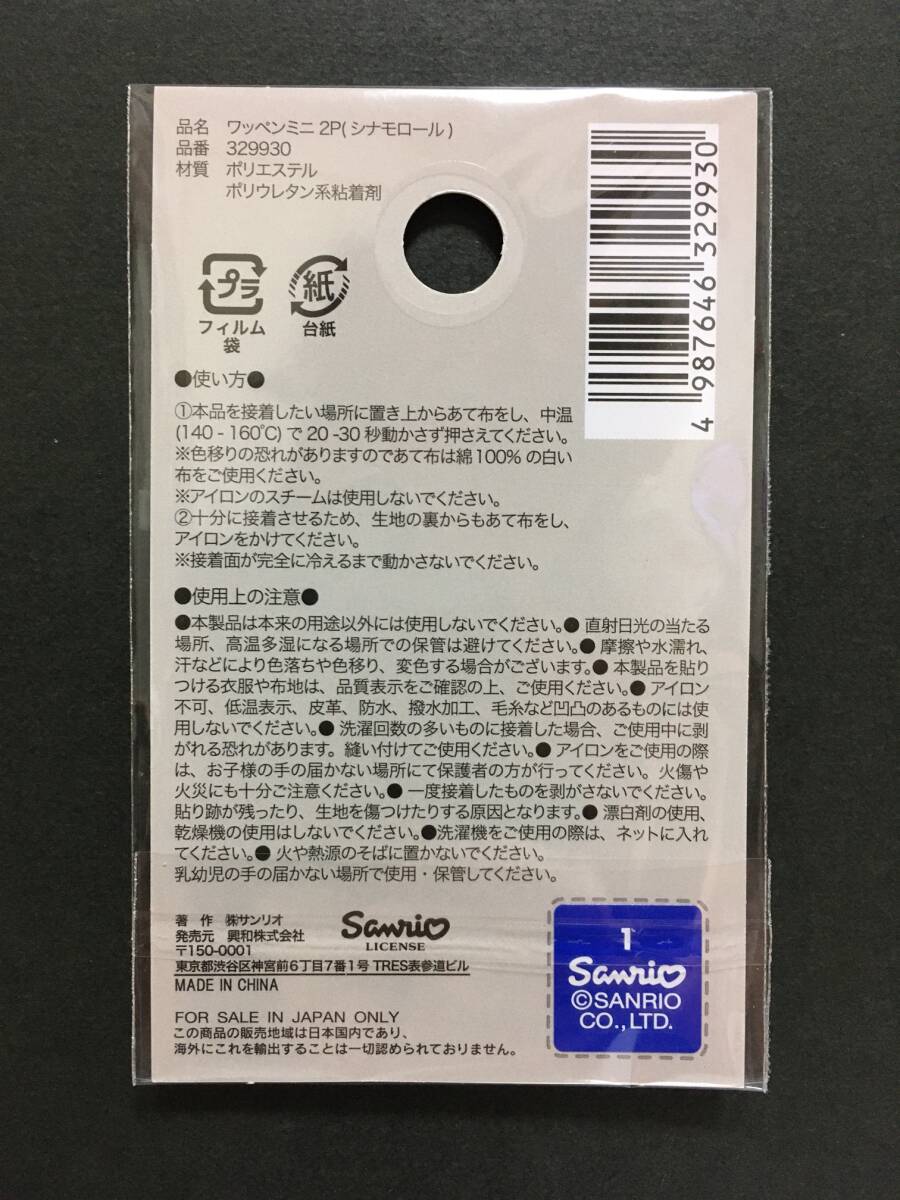 品名 ワッペンミニ 2P(シナモロール)
品番 329930
材質 ポリエステル
ポリウレタン系粘着剤
4 987646 329930
プラ
フィルム
袋
紙
台紙
●使い方●
①本品を接着したい場所に置き上からあて布をし、中温
(140 - 160℃) で 20 -30 秒動かさず押さえてください。
※色移りの恐れがありますのであて布は綿100% の白い
布をご使用ください。
※アイロンのスチームは使用しないでください。
②十分に接着させるため、生地の裏からもあて布をし、
アイロンをかけてください。
※接着面が完全に冷えるまで動かさないでください。
●使用上の注意●
●本製品は本来の用途以外には使用しないでください。● 直射日光の当たる
場所、高温多湿になる場所での保管は避けてください。● 摩擦や水濡れ、
汗などにより色落ちや色移り、変色する場合がございます。● 本製品を貼り
つける衣服や布地は、品質表示をご確認の上、ご使用ください。● アイロン
不可、低温表示、皮革、防水、撥水加工、毛糸など凹凸のあるものには使
用しないでください。● 洗濯回数の多いものに接着した場合、ご使用中に剥
がれる恐れがあります。縫い付けてご使用ください。● アイロンをご使用の際
は、お子様の手の届かない場所にて保護者の方が行ってください。火傷や
火災にも十分ご注意ください。● 一度接着したものを剥がさないでください。
貼り跡が残ったり、生地を傷つけたりする原因となります。● 漂白剤の使用、
乾燥機の使用はしないでください。●洗濯機をご使用の際は、ネットに入れ
てください。● 火や熱源のそばに置かないでください。
乳幼児の手の届かない場所で使用・保管してください。
著 作 ㈱サンリオ
発売元 興和株式会社
〒150-0001
東京都渋谷区神宮前6丁目7番1号 TRES表参道ビル
MADE IN CHINA
Sanrio
LICENSE
FOR SALE IN JAPAN ONLY
この商品の販売地域は日本国内であり、
海外にこれを輸出することは一切認められておりません。
1
Sanrio
©SANRIO
CO.,LTD.